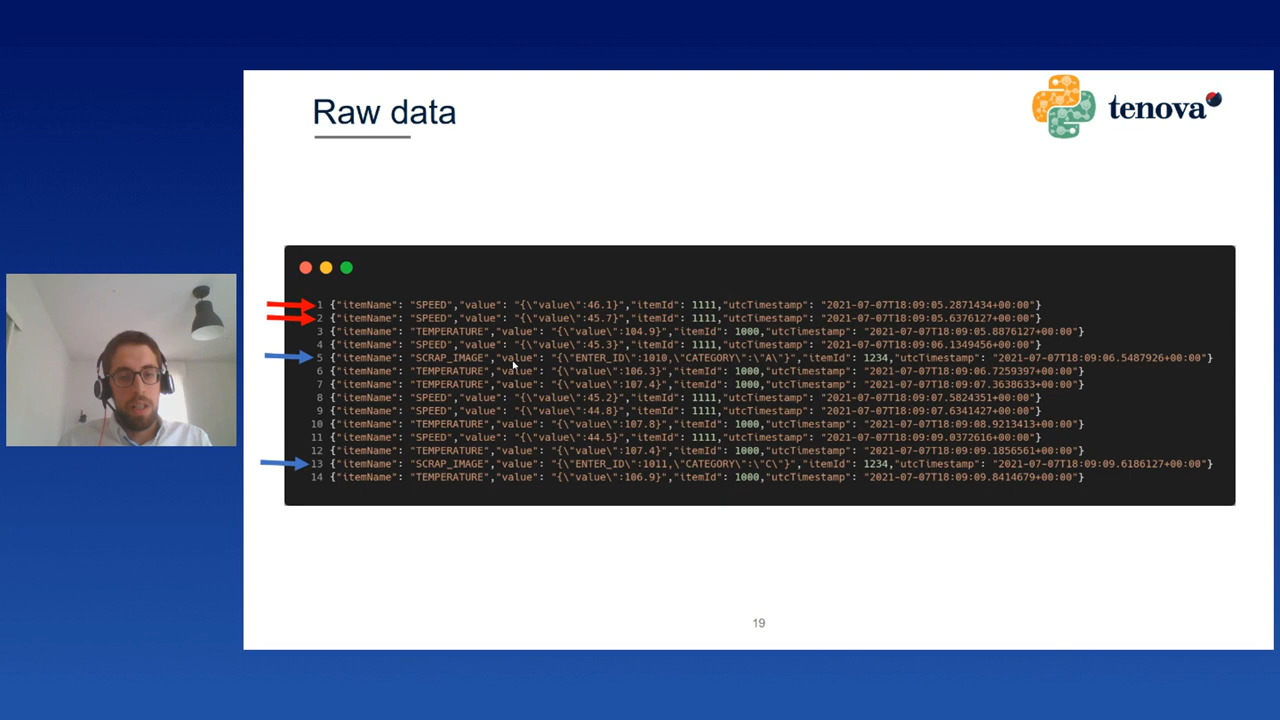 Raw data
tenova
1 {"itemName": "SPEED","value": "{\"value\":46.1}","itemId": 1111,"utcTimestamp": "2021-07-07T18:09:05.2871434+00:00"}
2 {"itemName": "SPEED","value": "{\"value\":45.7}","itemId": 1111,"utcTimestamp": "2021-07-07T18:09:05.6376127+00:00"}
3 {"itemName": "TEMPERATURE","value": "{\"value\":104.9}","itemId": 1000,"utcTimestamp": "2021-07-07T18:09:05.8876127+00:00"}
4 {"itemName": "SPEED","value": "{\"value\":45.3}","itemId": 1111,"utcTimestamp": "2021-07-07T18:09:06.1349456+00:00"}
5 {"itemName": "SCRAP_IMAGE","value": "{\"ENTER_ID\":1010,\"CATEGORY\":\"A\"}","itemId": 1234,"utcTimestamp": "2021-07-07T18:09:06.5487926+00:00"}
6 {"itemName": "TEMPERATURE","value": "{\"value\":106.3}","itemId": 1000,"utcTimestamp": "2021-07-07T18:09:06.7259397+00:00"}
7 {"itemName": "TEMPERATURE","value": "{\"value\":107.4}","itemId": 1000,"utcTimestamp": "2021-07-07T18:09:07.3638633+00:00"}
8 {"itemName": "SPEED","value": "{\"value\":45.2}","itemId": 1111,"utcTimestamp": "2021-07-07T18:09:07.5824351+00:00"}
9 {"itemName": "SPEED","value": "{\"value\":44.8}","itemId": 1111,"utcTimestamp": "2021-07-07T18:09:07.6341427+00:00"}
10 {"itemName": "TEMPERATURE","value": "{\"value\":107.8}","itemId": 1000,"utcTimestamp": "2021-07-07T18:09:08.9213413+00:00"}
11 {"itemName": "SPEED","value": "{\"value\":44.5}","itemId": 1111,"utcTimestamp": "2021-07-07T18:09:09.0372616+00:00"}
12 {"itemName": "TEMPERATURE","value": "{\"value\":107.4}","itemId": 1000,"utcTimestamp": "2021-07-07T18:09:09.1856561+00:00"}
13 {"itemName": "SCRAP_IMAGE","value": "{\"ENTER_ID\":1011,\"CATEGORY\":\"C\"}","itemId": 1234,"utcTimestamp": "2021-07-07T18:09:09.6186127+00:00"}
14 {"itemName": "TEMPERATURE","value": "{\"value\":106.9}","itemId": 1000,"utcTimestamp": "2021-07-07T18:09:09.8414679+00:00"}
19